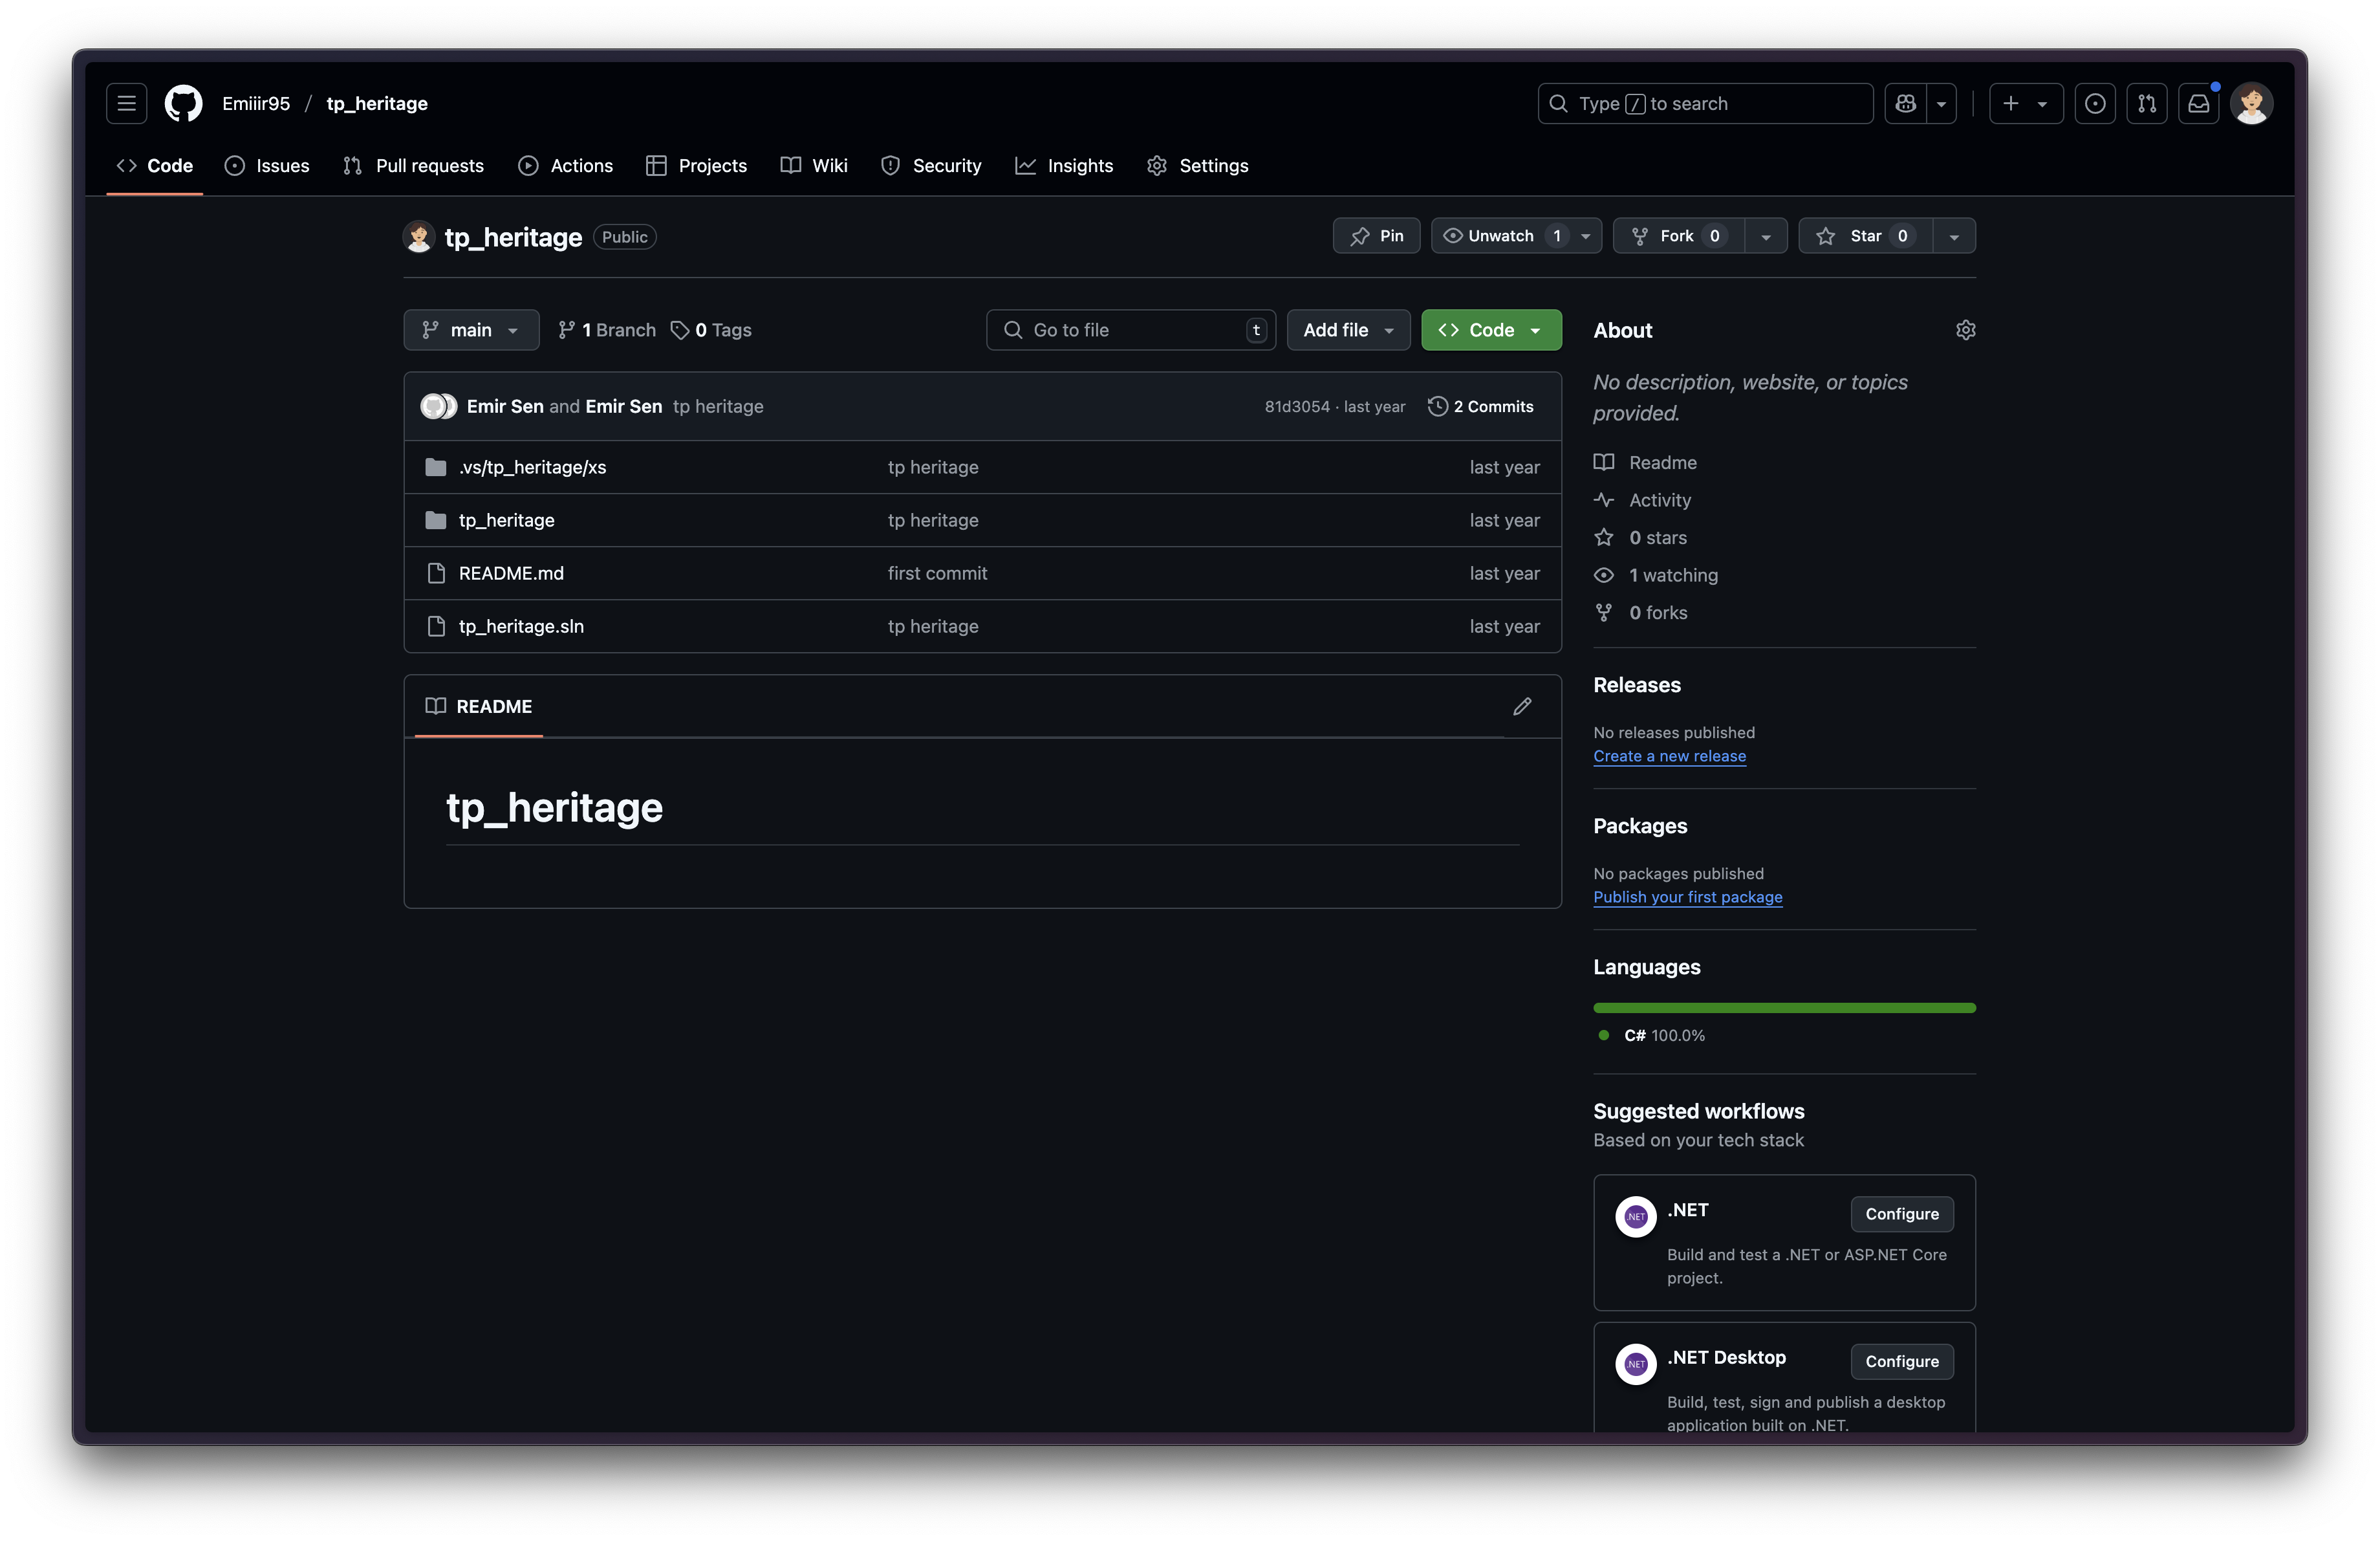 Emiiir95 / tp_heritage
Type / to search
Code Issues Pull requests Actions Projects Wiki Security Insights Settings
tp_heritage Public
Pin Unwatch 1 Fork 0 Star 0
main 1 Branch 0 Tags
Go to file t Add file Code
Emir Sen and Emir Sen tp heritage 81d3054 · last year 2 Commits
.vs/tp_heritage/xs tp heritage last year
tp_heritage tp heritage last year
README.md first commit last year
tp_heritage.sln tp heritage last year
README
tp_heritage
About
No description, website, or topics
provided.
Readme
Activity
0 stars
1 watching
0 forks
Releases
No releases published
Create a new release
Packages
No packages published
Publish your first package
Languages
C# 100.0%
Suggested workflows
Based on your tech stack
.NET .NET Configure
Build and test a .NET or ASP.NET Core
project.
.NET .NET Desktop Configure
Build, test, sign and publish a desktop
application built on .NET.